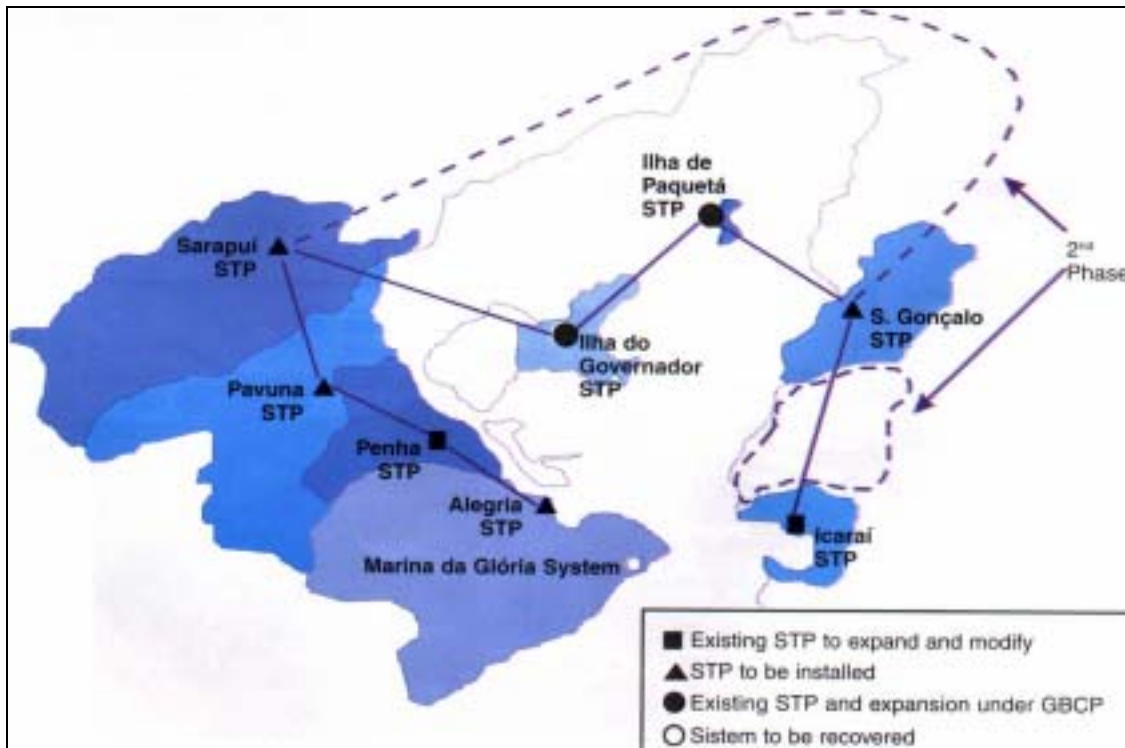 Ilha de
Paquetá
STP
Sarapuí
STP
2nd
Phase
S. Gonçalo
STP
Ilha do
Governador
STP
Pavuna
STP
Penha
STP
Alegria
STP
Icaraí
STP
Marina da Glória System
Existing STP to expand and modify
STP to be installed
Existing STP and expansion under GBCP
Sistem to be recovered